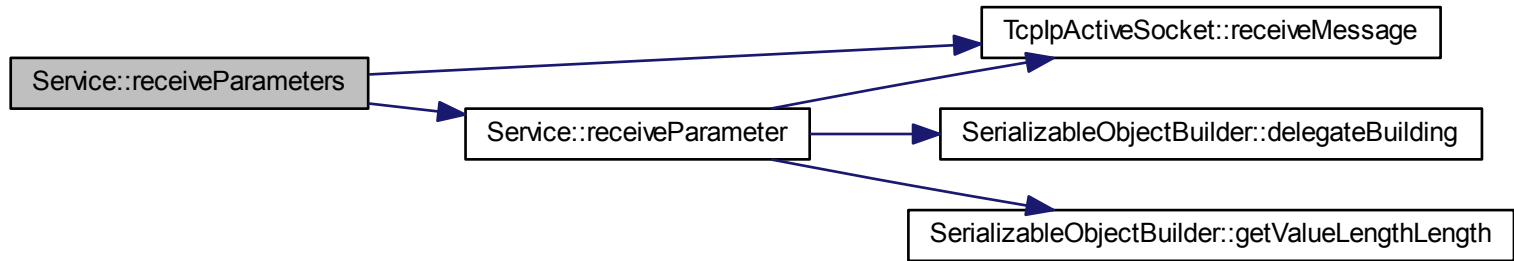 TcpIpActiveSocket::receiveMessage
Service::receiveParameters
Service::receiveParameter
SerializableObjectBuilder::delegateBuilding
SerializableObjectBuilder::getValueLengthLength